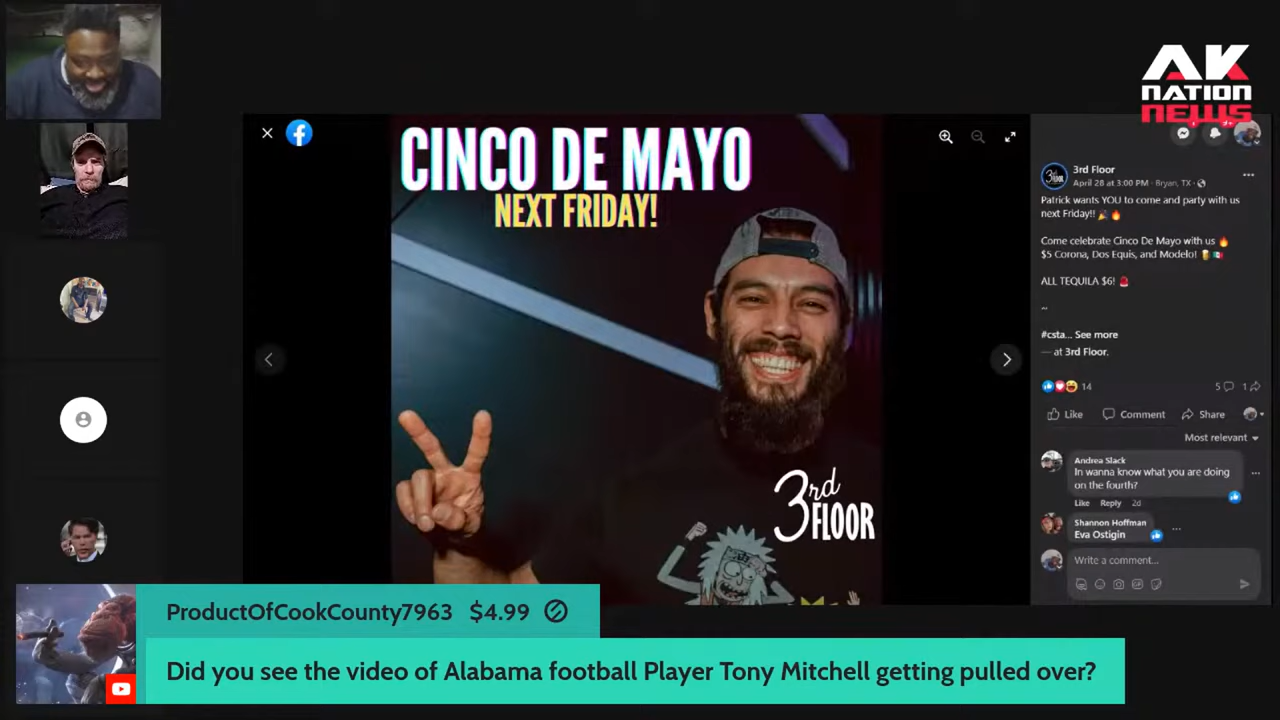 AK
NATION
NEWS
CINCO DE MAYO
NEXT FRIDAY!
3rd
FLOOR
3rd Floor
April 28 at 3:00 PM · Bryan, TX ·
Patrick wants YOU to come and party with us
next Friday!! 🎉🔥
Come celebrate Cinco De Mayo with us 🔥
$5 Corona, Dos Equis, and Modelo! 🍺🇲🇽
ALL TEQUILA $6! 🚨
#csta... See more
— at 3rd Floor.
14
5
1
Like
Comment
Share
Most relevant
Andrea Slack
In wanna know what you are doing
on the fourth?
Like Reply 2d
Shannon Hoffman
Eva Ostigin
Write a comment...
GIF
ProductOfCookCounty7963 $4.99
Did you see the video of Alabama football Player Tony Mitchell getting pulled over?